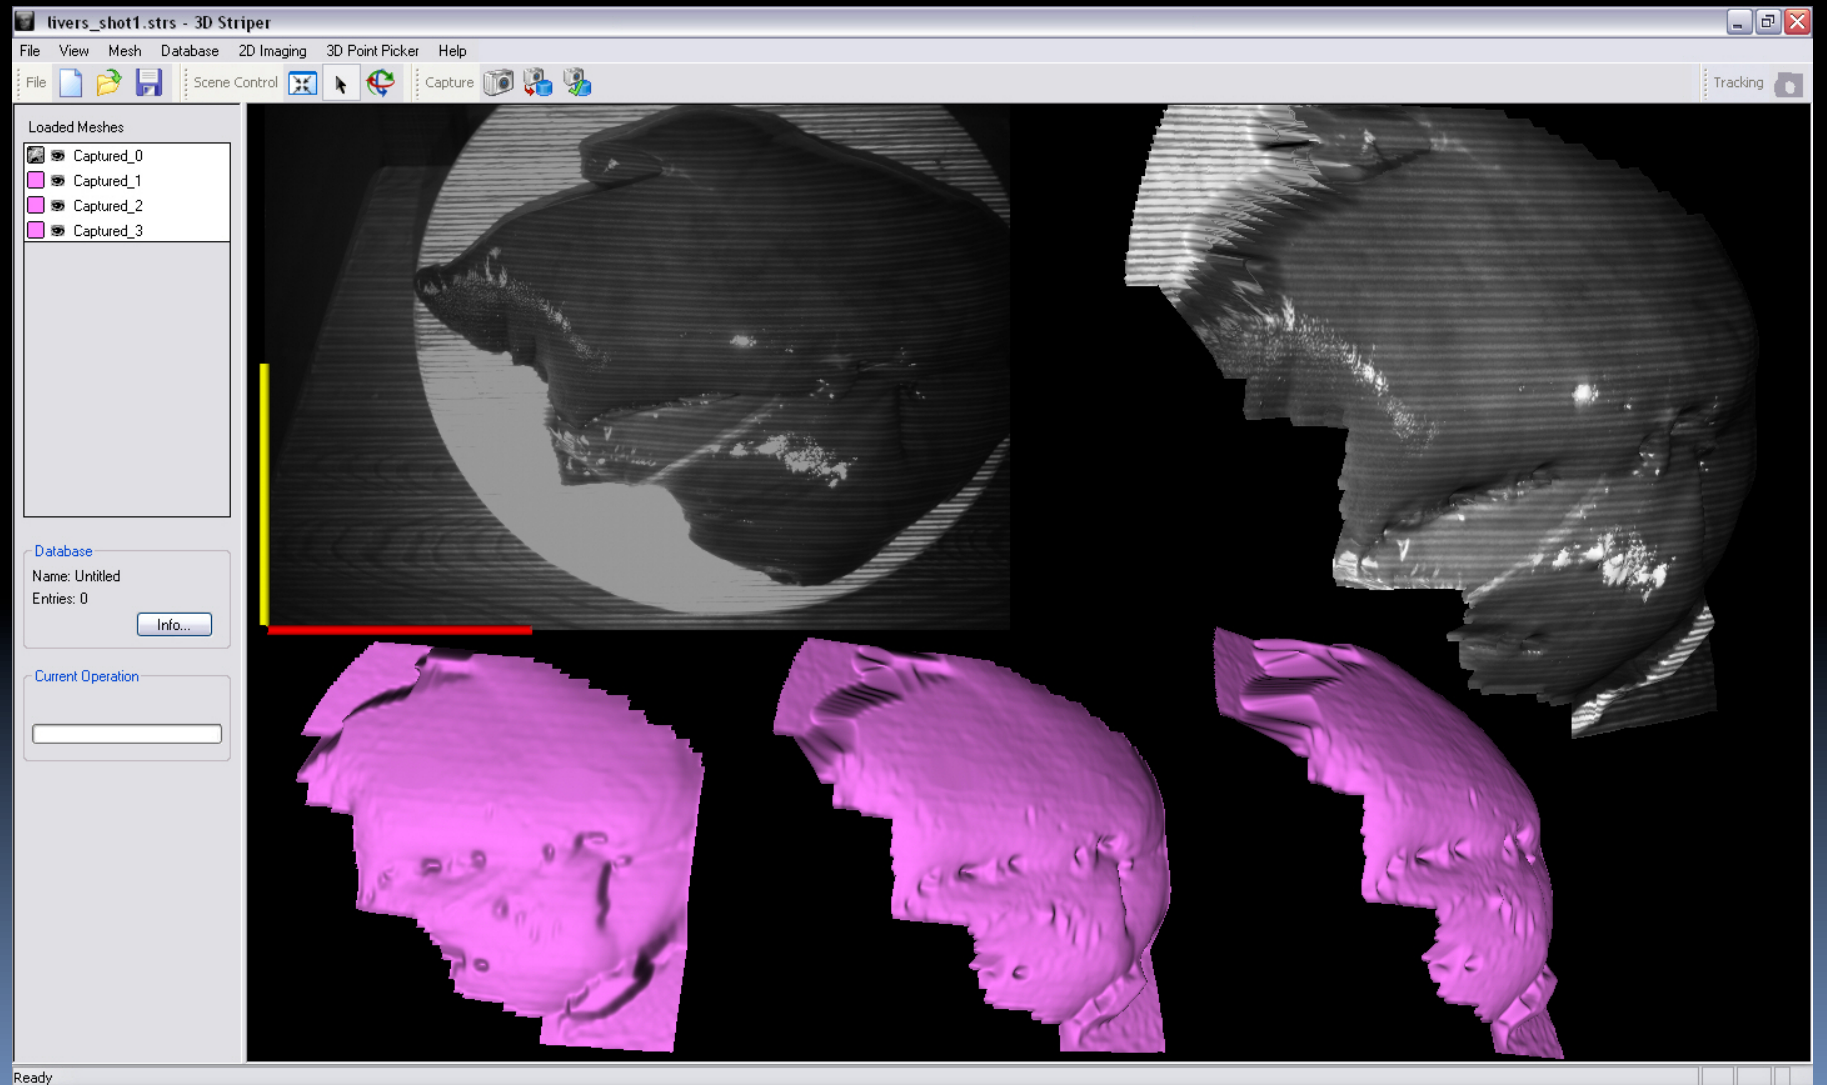 livers_shot1.strs - 3D Striper
File View Mesh Database 2D Imaging 3D Point Picker Help
File Scene Control Capture Tracking
Loaded Meshes
Captured_0
Captured_1
Captured_2
Captured_3
Database
Name: Untitled
Entries: 0
Info...
Current Operation
Ready